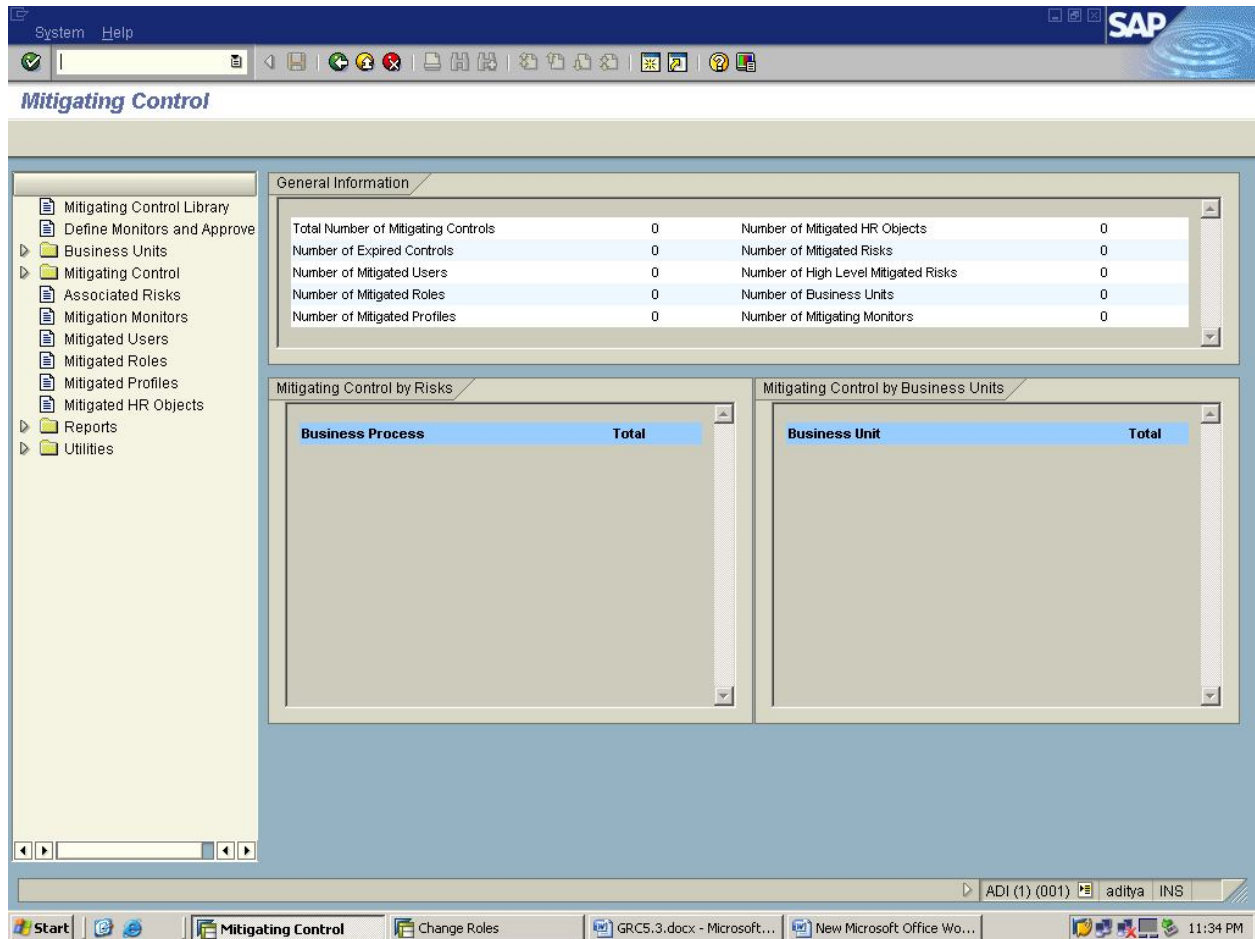 System Help
SAP
Mitigating Control
Mitigating Control Library
Define Monitors and Approve
Business Units
Mitigating Control
Associated Risks
Mitigation Monitors
Mitigated Users
Mitigated Roles
Mitigated Profiles
Mitigated HR Objects
Reports
Utilities
General Information
Total Number of Mitigating Controls 0 Number of Mitigated HR Objects 0
Number of Expired Controls 0 Number of Mitigated Risks 0
Number of Mitigated Users 0 Number of High Level Mitigated Risks 0
Number of Mitigated Roles 0 Number of Business Units 0
Number of Mitigated Profiles 0 Number of Mitigating Monitors 0
Mitigating Control by Risks
Business Process Total
Mitigating Control by Business Units
Business Unit Total
ADI (1) (001) aditya INS
Start Mitigating Control Change Roles GRC5.3.docx - Microsoft... New Microsoft Office Wo... 11:34 PM